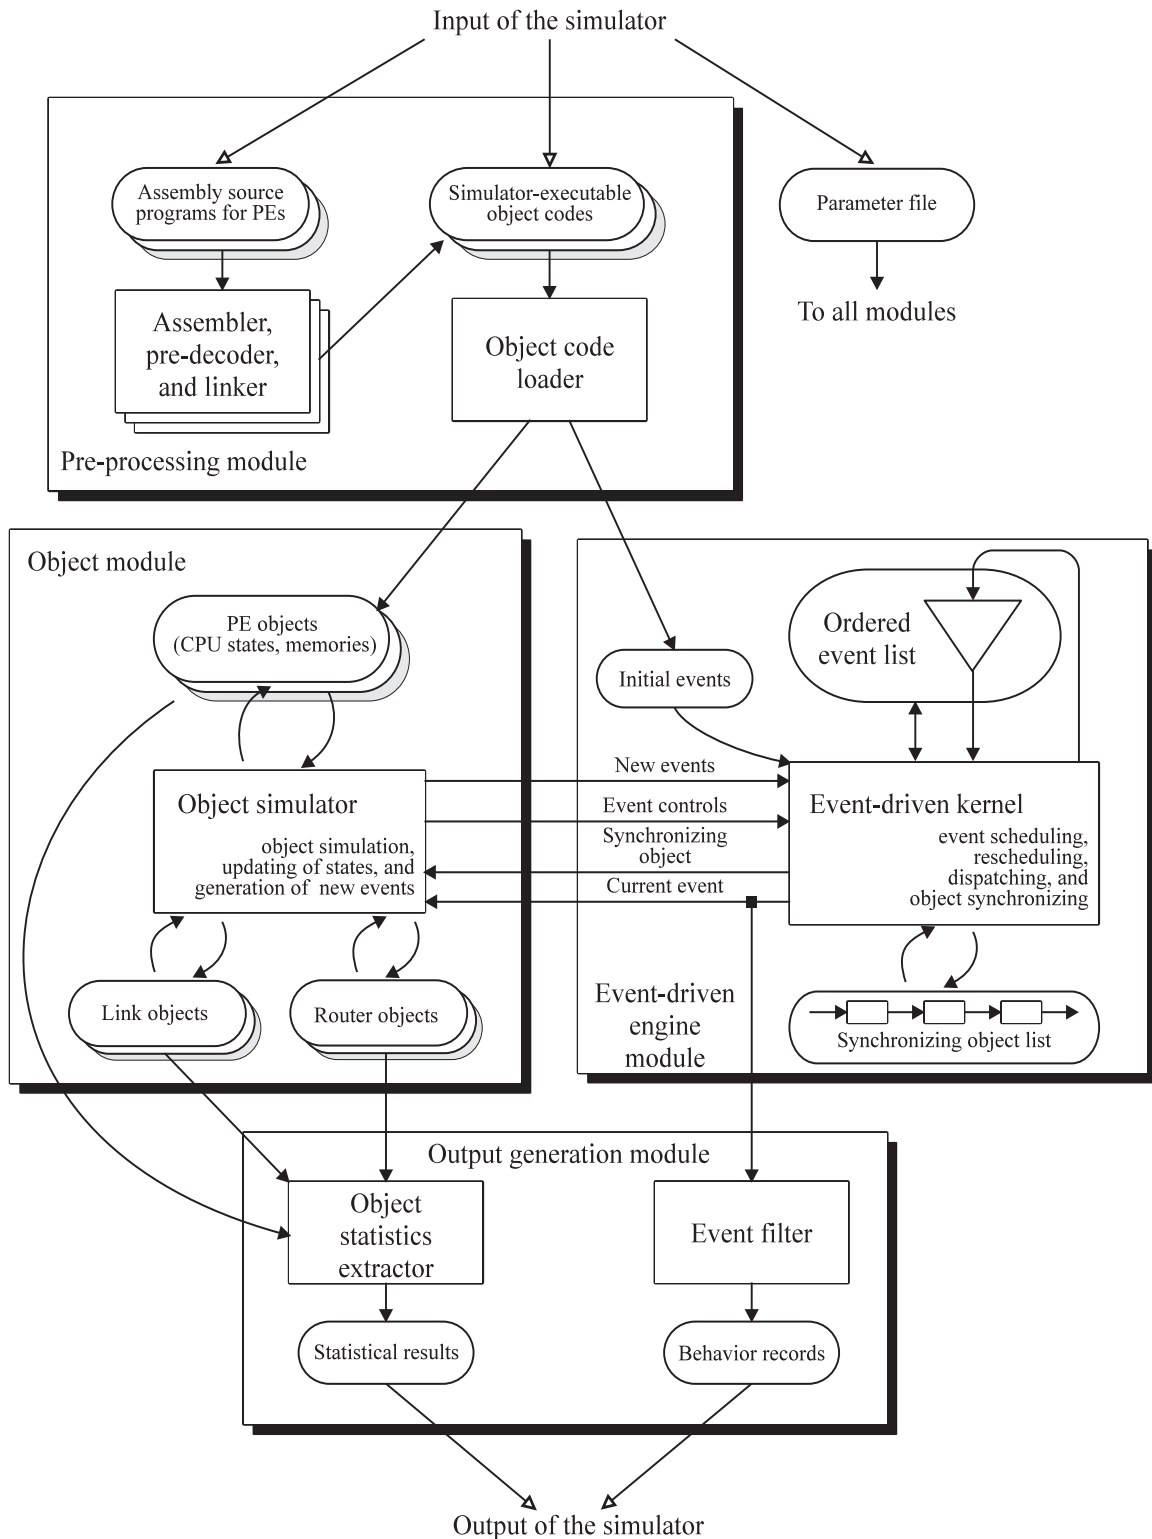 Input of the simulator
Assembly source
programs for PEs
Simulator-executable
object codes
Parameter file
To all modules
Assembler,
pre-decoder,
and linker
Object code
loader
Pre-processing module
Object module
PE objects
(CPU states, memories)
Ordered
event list
Initial events
Object simulator
object simulation,
updating of states, and
generation of new events
New events
Event controls
Synchronizing
object
Current event
Event-driven kernel
event scheduling,
rescheduling,
dispatching, and
object synchronizing
Link objects
Router objects
Event-driven
engine
module
Synchronizing object list
Output generation module
Object
statistics
extractor
Event filter
Statistical results
Behavior records
Output of the simulator